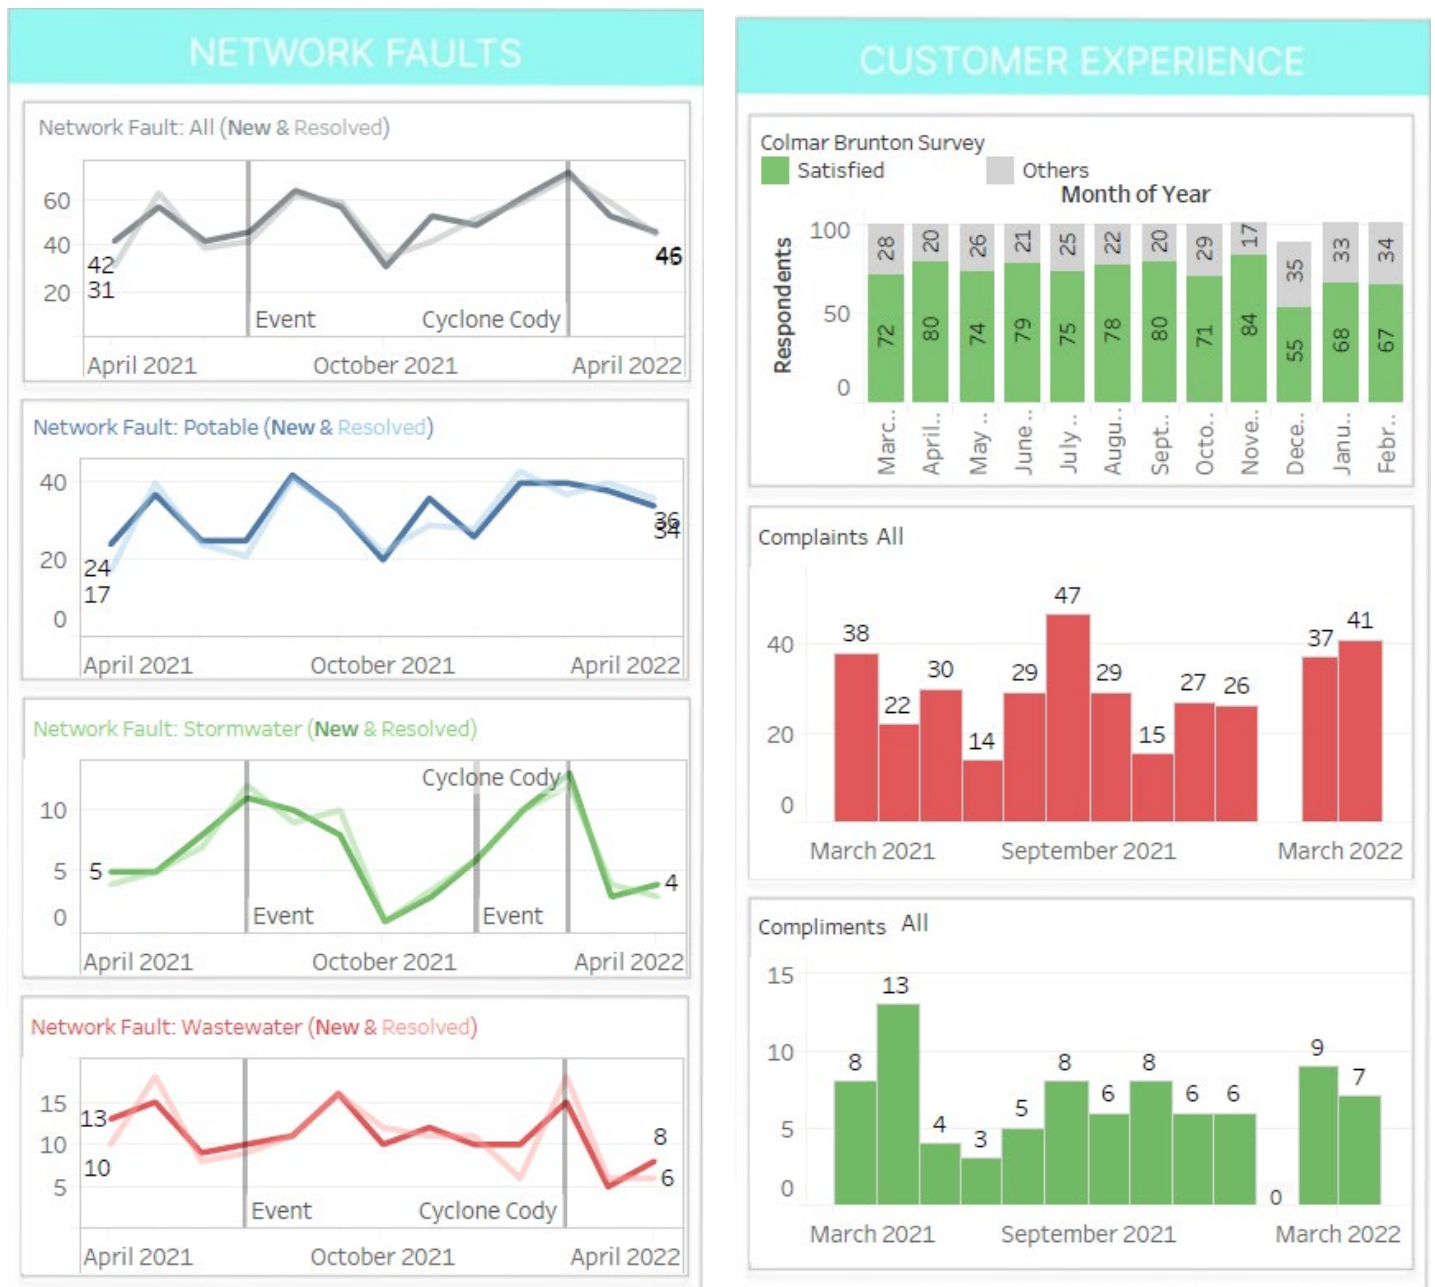 NETWORK FAULTS
Network Fault: All (New & Resolved)
60
40
20
42
31
46
Event
Cyclone Cody
April 2021
October 2021
April 2022
Network Fault: Potable (New & Resolved)
40
20
0
24
17
36
34
April 2021
October 2021
April 2022
Network Fault: Stormwater (New & Resolved)
Cyclone Cody
10
5
0
5
4
Event
Event
April 2021
October 2021
April 2022
Network Fault: Wastewater (New & Resolved)
15
10
5
13
10
8
6
Event
Cyclone Cody
April 2021
October 2021
April 2022
CUSTOMER EXPERIENCE
Colmar Brunton Survey
Satisfied
Others
Month of Year
Respondents
100
50
0
28 20 26 21 25 22 20 29 17 35 33 34
72 80 74 79 75 78 80 71 84 55 68 67
Marc.. April.. May .. June.. July .. Augu.. Sept.. Octo.. Nove.. Dece.. Janu.. Febr..
Complaints All
40
20
0
38 22 30 14 29 47 29 15 27 26 37 41
March 2021
September 2021
March 2022
Compliments All
15
10
5
0
8 13 4 3 5 8 6 8 6 6 0 9 7
March 2021
September 2021
March 2022